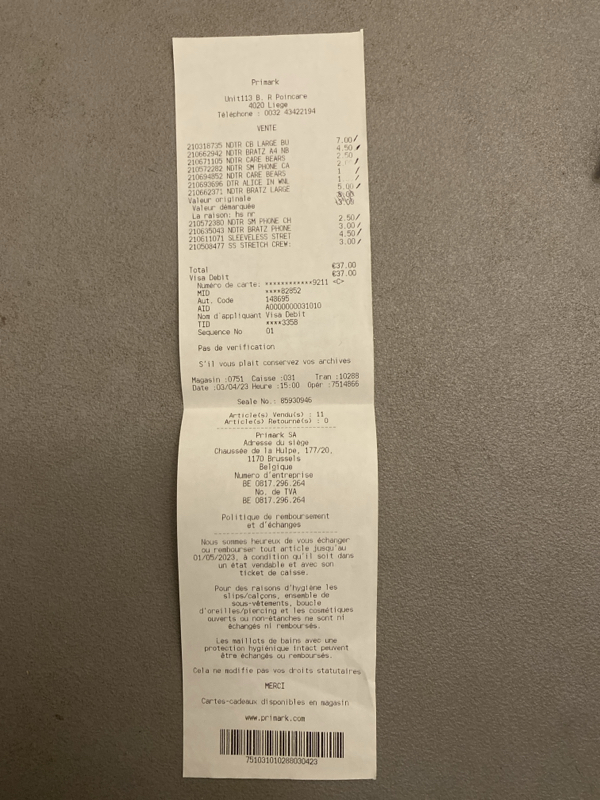 Primark
Unit113 B. R Poincare
4020 Liege
Téléphone : 0032 43422194
VENTE
210318735 NDTR CB LARGE BU 7.00
210662942 NDTR BRATZ A4 NB 4.50
210671105 NDTR CARE BEARS 2.50
210572282 NDTR SM PHONE CA
210694852 NDTR CARE BEARS
210693696 DTR ALICE IN WNL
210662371 NDTR BRATZ LARGE 5.00
Valeur originale
Valeur démarquée
La raison: hs nr
210572380 NDTR SM PHONE CH 2.50
210635043 NDTR BRATZ PHONE 3.00
210611071 SLEEVELESS STRET 4.50
210508477 SS STRETCH CREW: 3.00
Total €37.00
Visa Debit €37.00
Numéro de carte: ************9211 <C>
MID ****82852
Aut. Code 148695
AID A0000000031010
Nom d'appliquant Visa Debit
TID ****3358
Sequence No 01
Pas de verification
S'il vous plait conservez vos archives
Magasin :0751 Caisse :031 Tran :10288
Date :03/04/23 Heure :15:00 Opér :7514866
Seale No.: 85930946
Article(s) Vendu(s) : 11
Article(s) Retourné(s) : 0
Primark SA
Adresse du siège
Chaussée de la Hulpe, 177/20,
1170 Brussels
Belgique
Numero d'entreprise
BE 0817.296.264
No. de TVA
BE 0817.296.264
Politique de remboursement
et d'échanges
Nous sommes heureux de vous échanger
ou rembourser tout article jusqu'au
01/05/2023, à condition qu'il soit dans
un état vendable et avec son
ticket de caisse.
Pour des raisons d'hygiène les
slips/calçons, ensemble de
sous-vêtements, boucle
d'oreilles/piercing et les cosmétiques
ouverts ou non-étanches ne sont ni
échangés ni remboursés.
Les maillots de bains avec une
protection hygiénique intact peuvent
être échangés ou remboursés.
Cela ne modifie pas vos droits statutaires
MERCI
Cartes-cadeaux disponibles en magasin
www.primark.com
751031010288030423